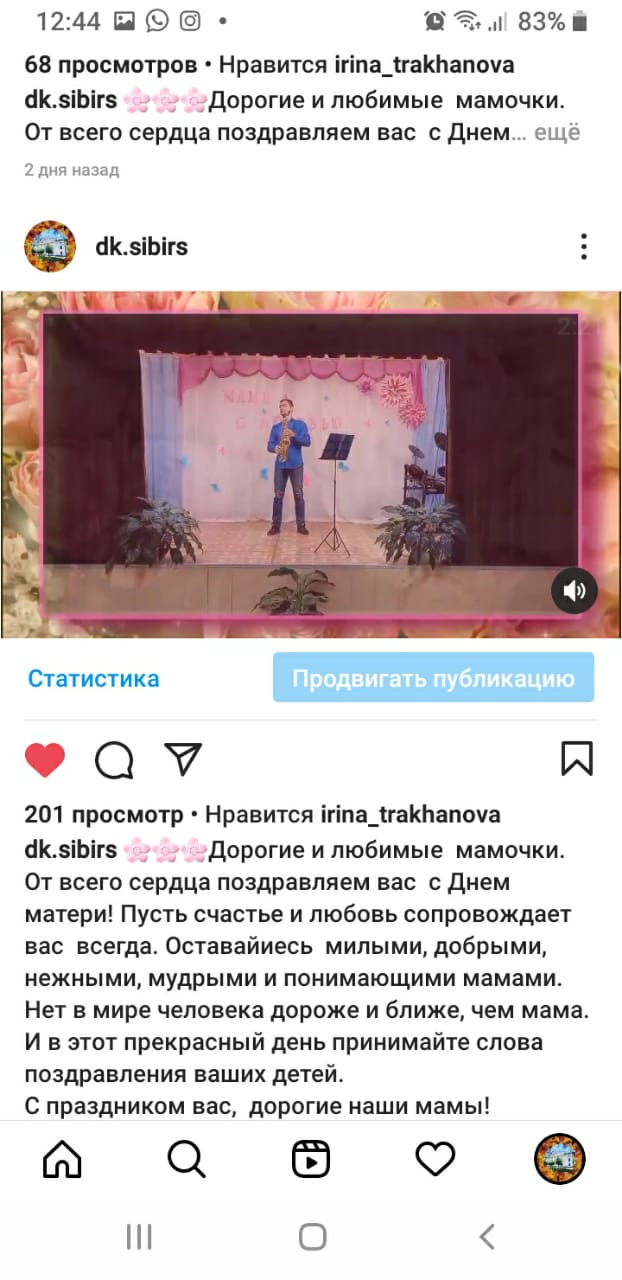 12:44
83%
68 просмотров • Нравится irina_trakhanova
dk.sibirs 🌸🌸🌸Дорогие и любимые мамочки.
От всего сердца поздравляем вас с Днем... ещё
2 дня назад
dk.sibirs
МАМЕ
С ЛЮБОВЬЮ
Статистика
Продвигать публикацию
201 просмотр • Нравится irina_trakhanova
dk.sibirs 🌸🌸🌸Дорогие и любимые мамочки.
От всего сердца поздравляем вас с Днем
матери! Пусть счастье и любовь сопровождает
вас всегда. Оставайиесь милыми, добрыми,
нежными, мудрыми и понимающими мамами.
Нет в мире человека дороже и ближе, чем мама.
И в этот прекрасный день принимайте слова
поздравления ваших детей.
С праздником вас, дорогие наши мамы!